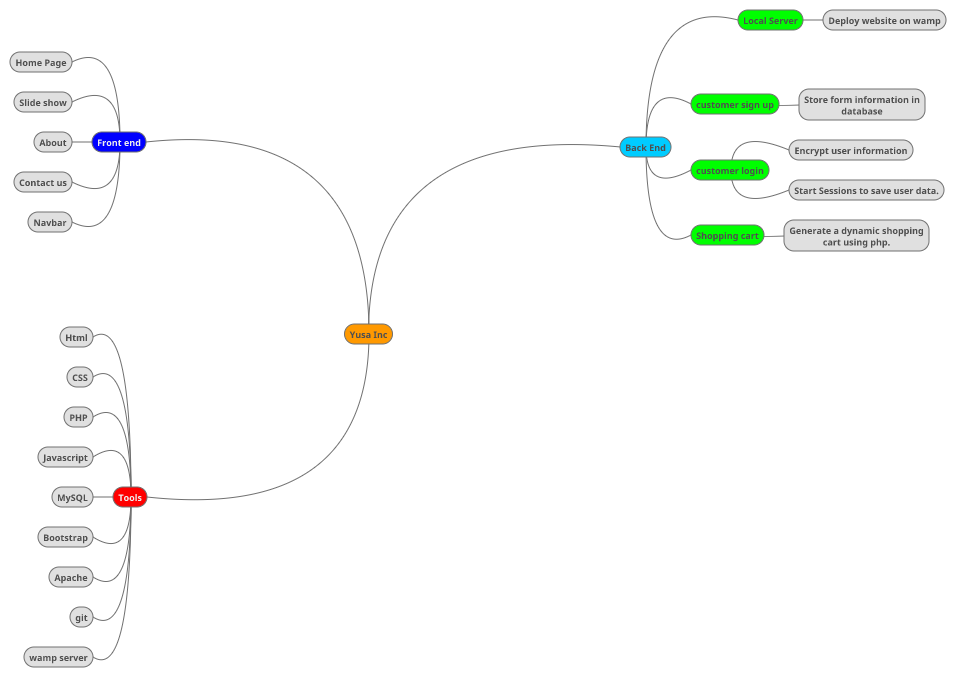 Yusa Inc
Front end
Home Page
Slide show
About
Contact us
Navbar
Tools
Html
CSS
PHP
Javascript
MySQL
Bootstrap
Apache
git
wamp server
Back End
Local Server
Deploy website on wamp
customer sign up
Store form information in
database
customer login
Encrypt user information
Start Sessions to save user data.
Shopping cart
Generate a dynamic shopping
cart using php.